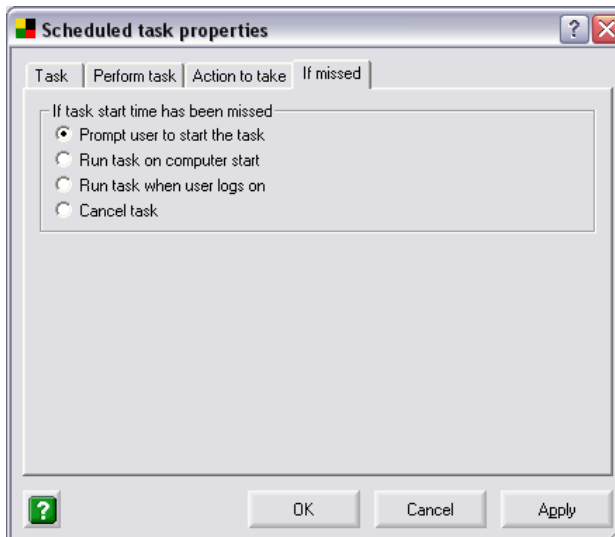 Scheduled task properties
?
Task Perform task Action to take If missed
If task start time has been missed
Prompt user to start the task
Run task on computer start
Run task when user logs on
Cancel task
? OK Cancel Apply